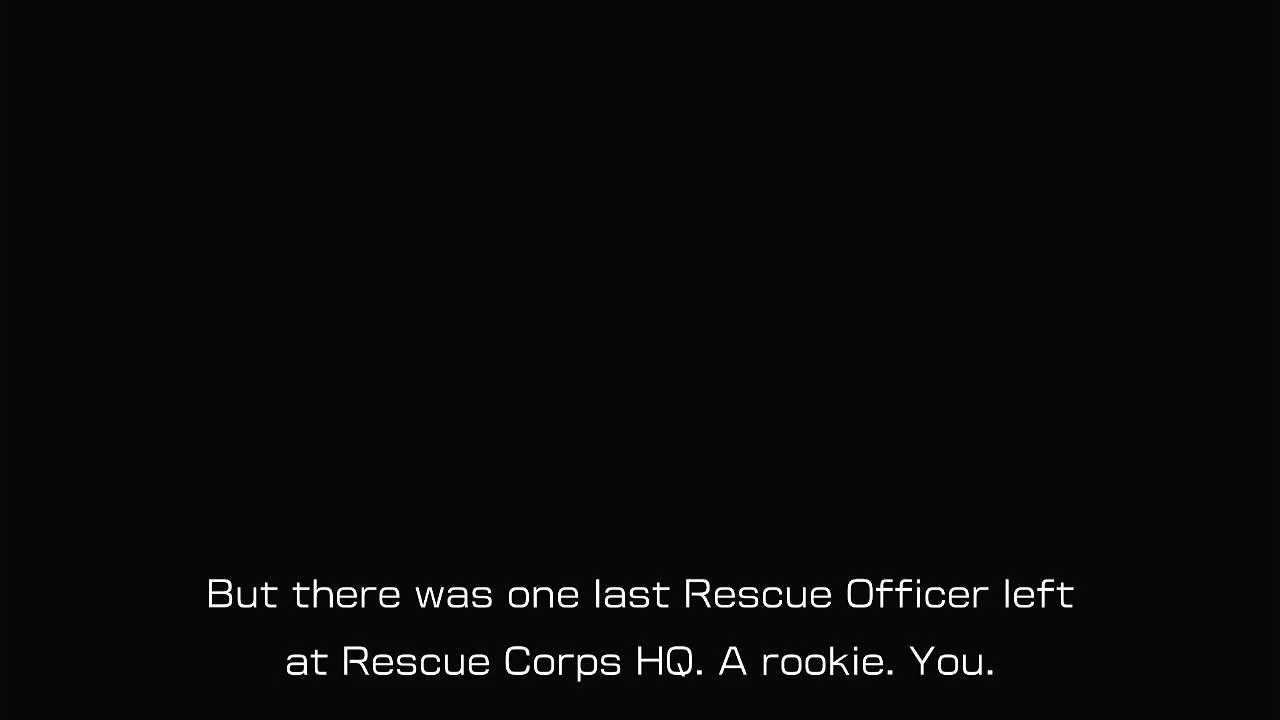 But there was one last Rescue Officer left
at Rescue Corps HQ. A rookie. You.